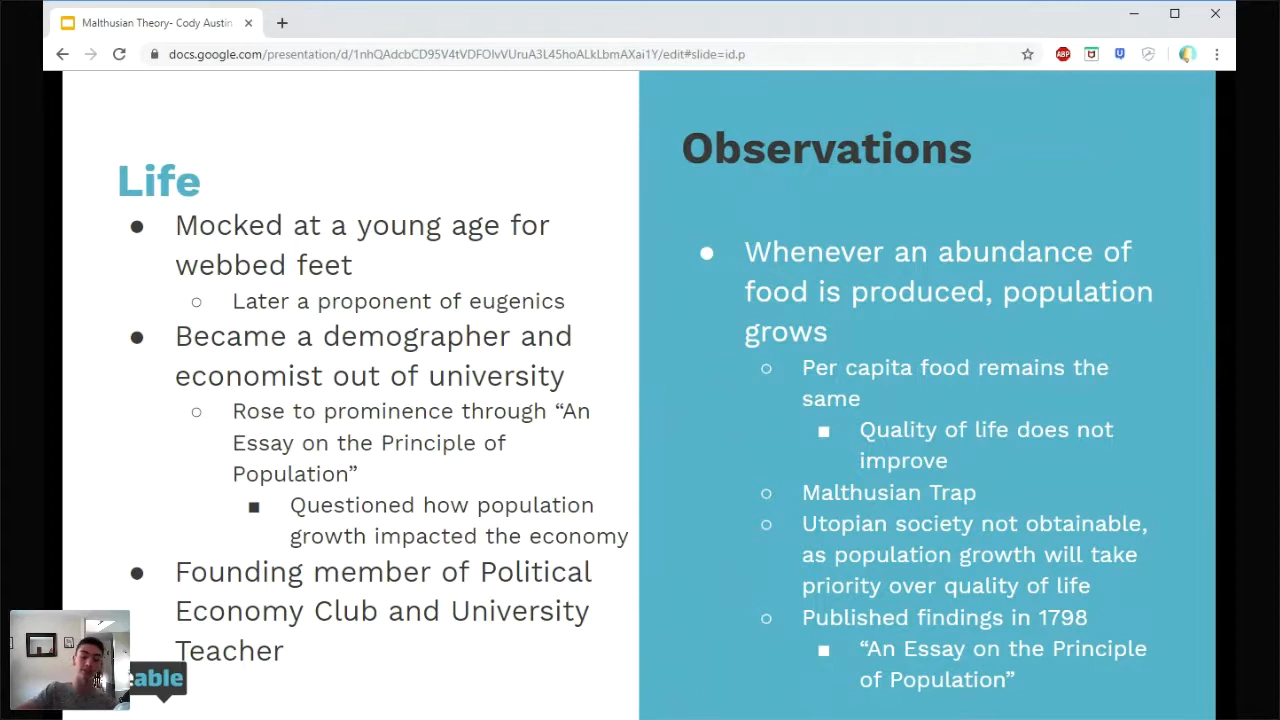 Malthusian Theory- Cody Austin
docs.google.com/presentation/d/1nhQAdcbCD95V4tVDFOIvVUruA3L45hoALkLbmAXai1Y/edit#slide=id.p
ABP
Life
● Mocked at a young age for
webbed feet
○ Later a proponent of eugenics
● Became a demographer and
economist out of university
○ Rose to prominence through “An
Essay on the Principle of
Population”
■ Questioned how population
growth impacted the economy
● Founding member of Political
Economy Club and University
Teacher
eable
Observations
● Whenever an abundance of
food is produced, population
grows
○ Per capita food remains the
same
■ Quality of life does not
improve
○ Malthusian Trap
○ Utopian society not obtainable,
as population growth will take
priority over quality of life
○ Published findings in 1798
■ “An Essay on the Principle
of Population”